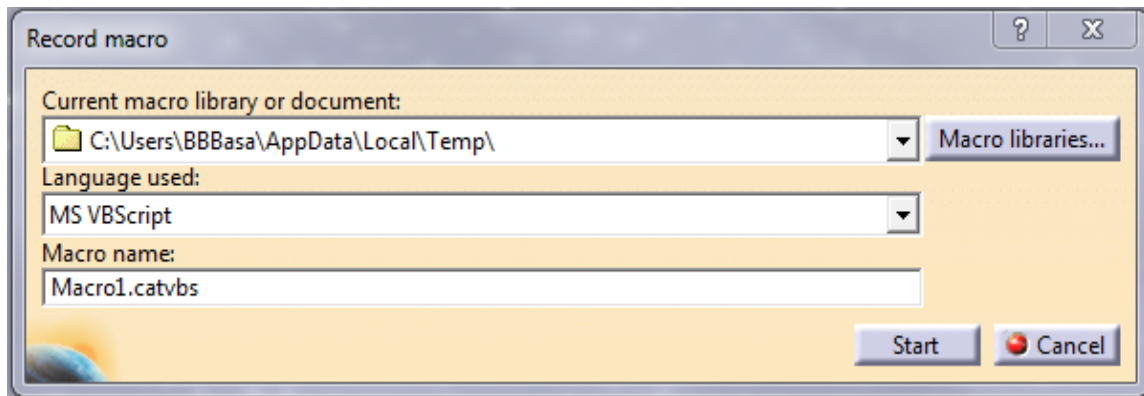 Record macro
Current macro library or document:
C:\Users\BBBasa\AppData\Local\Temp\
Macro libraries...
Language used:
MS VBScript
Macro name:
Macro1.catvbs
Start
Cancel